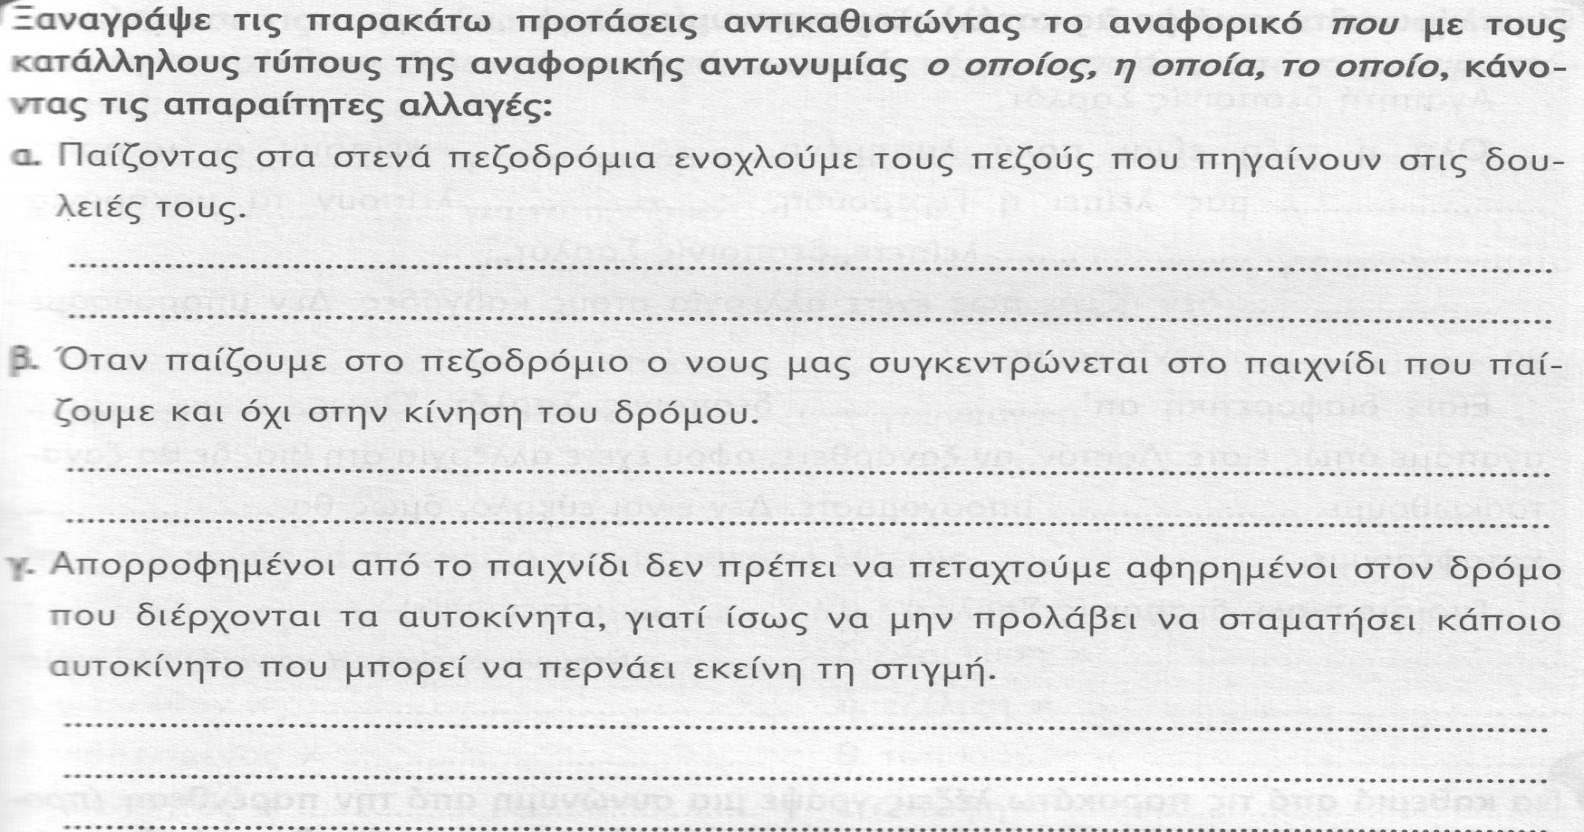 Ξαναγράψε τις παρακάτω προτάσεις αντικαθιστώντας το αναφορικό που με τους
κατάλληλους τύπους της αναφορικής αντωνυμίας ο οποίος, η οποία, το οποίο, κάνο-
ντας τις απαραίτητες αλλαγές:
α. Παίζοντας στα στενά πεζοδρόμια ενοχλούμε τους πεζούς που πηγαίνουν στις δου-
λειές τους.
β. Όταν παίζουμε στο πεζοδρόμιο ο νους μας συγκεντρώνεται στο παιχνίδι που παί-
ζουμε και όχι στην κίνηση του δρόμου.
γ. Απορροφημένοι από το παιχνίδι δεν πρέπει να πεταχτούμε αφηρημένοι στον δρόμο
που διέρχονται τα αυτοκίνητα, γιατί ίσως να μην προλάβει να σταματήσει κάποιο
αυτοκίνητο που μπορεί να περνάει εκείνη τη στιγμή.